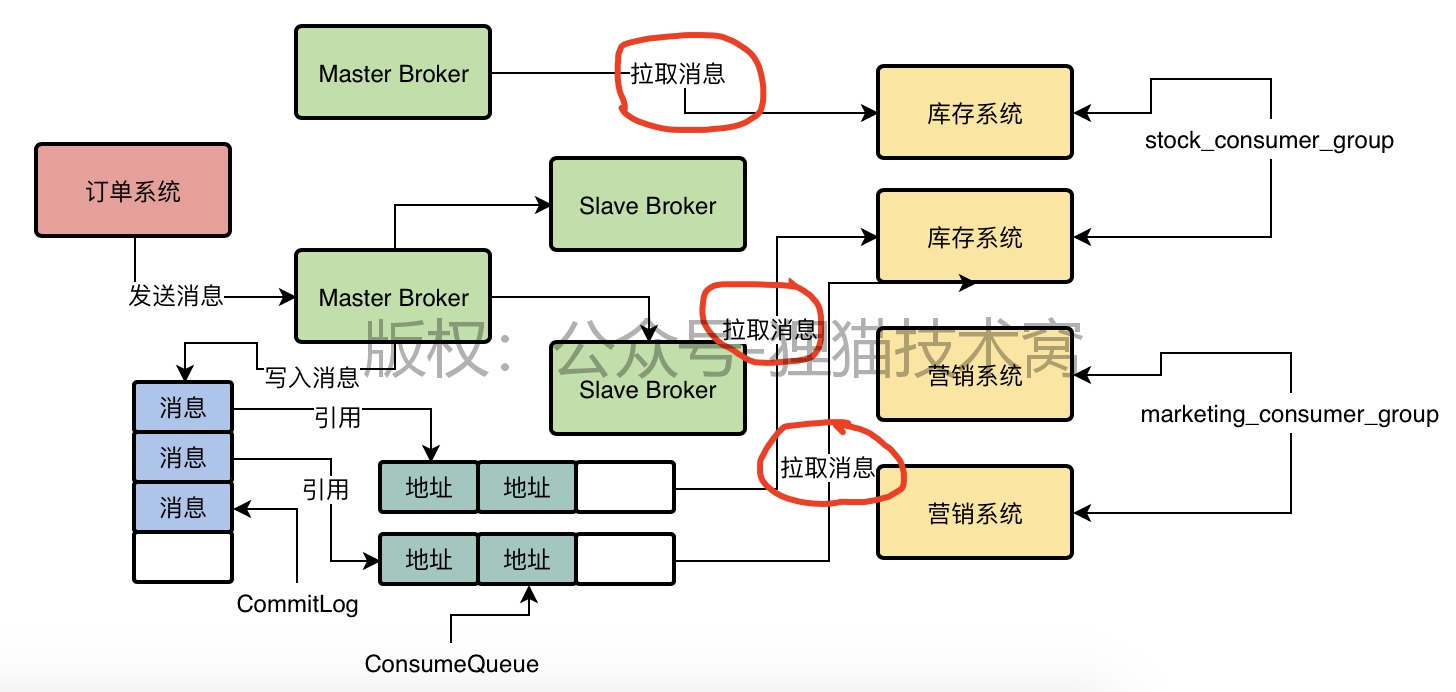 Master Broker
拉取消息
库存系统
stock_consumer_group
订单系统
Slave Broker
库存系统
发送消息
Master Broker
拉取消息
版权：公众号-狸猫技术窝
写入消息
Slave Broker
营销系统
marketing_consumer_group
消息
引用
消息
引用
拉取消息
消息
地址
地址
营销系统
地址
地址
CommitLog
ConsumeQueue